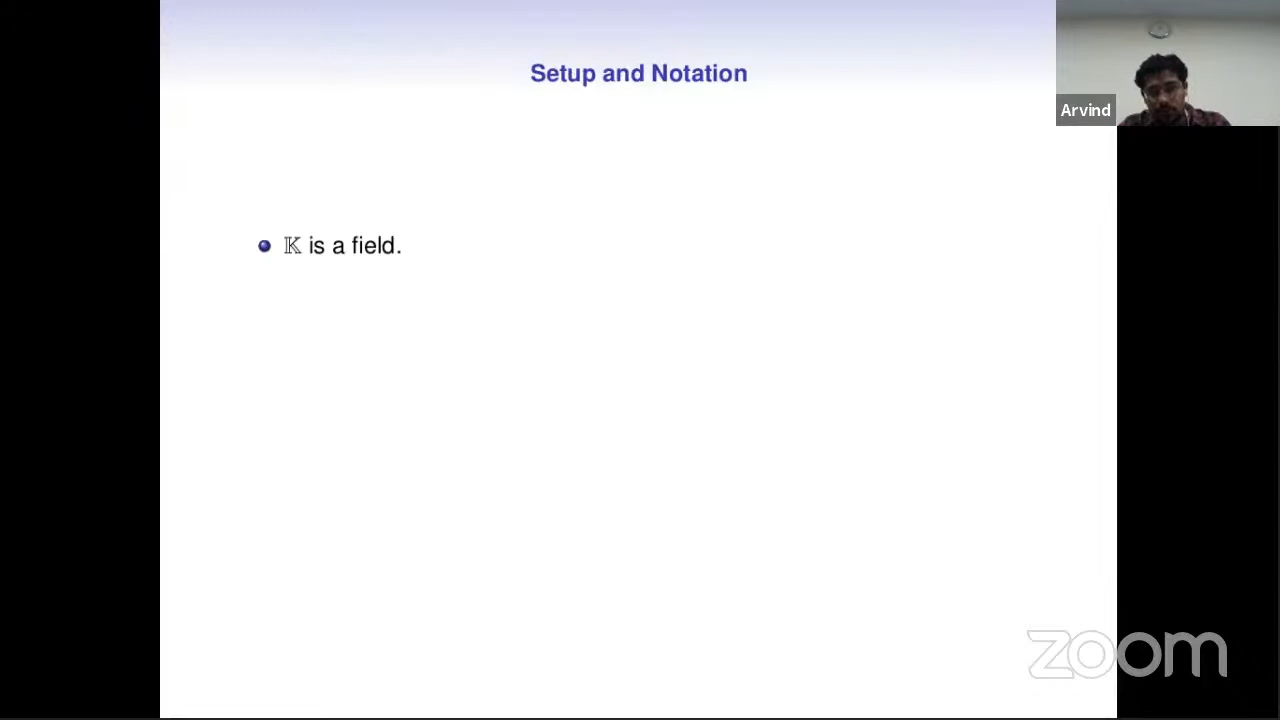 Setup and Notation
Arvind
𝕂 is a field.
zoom